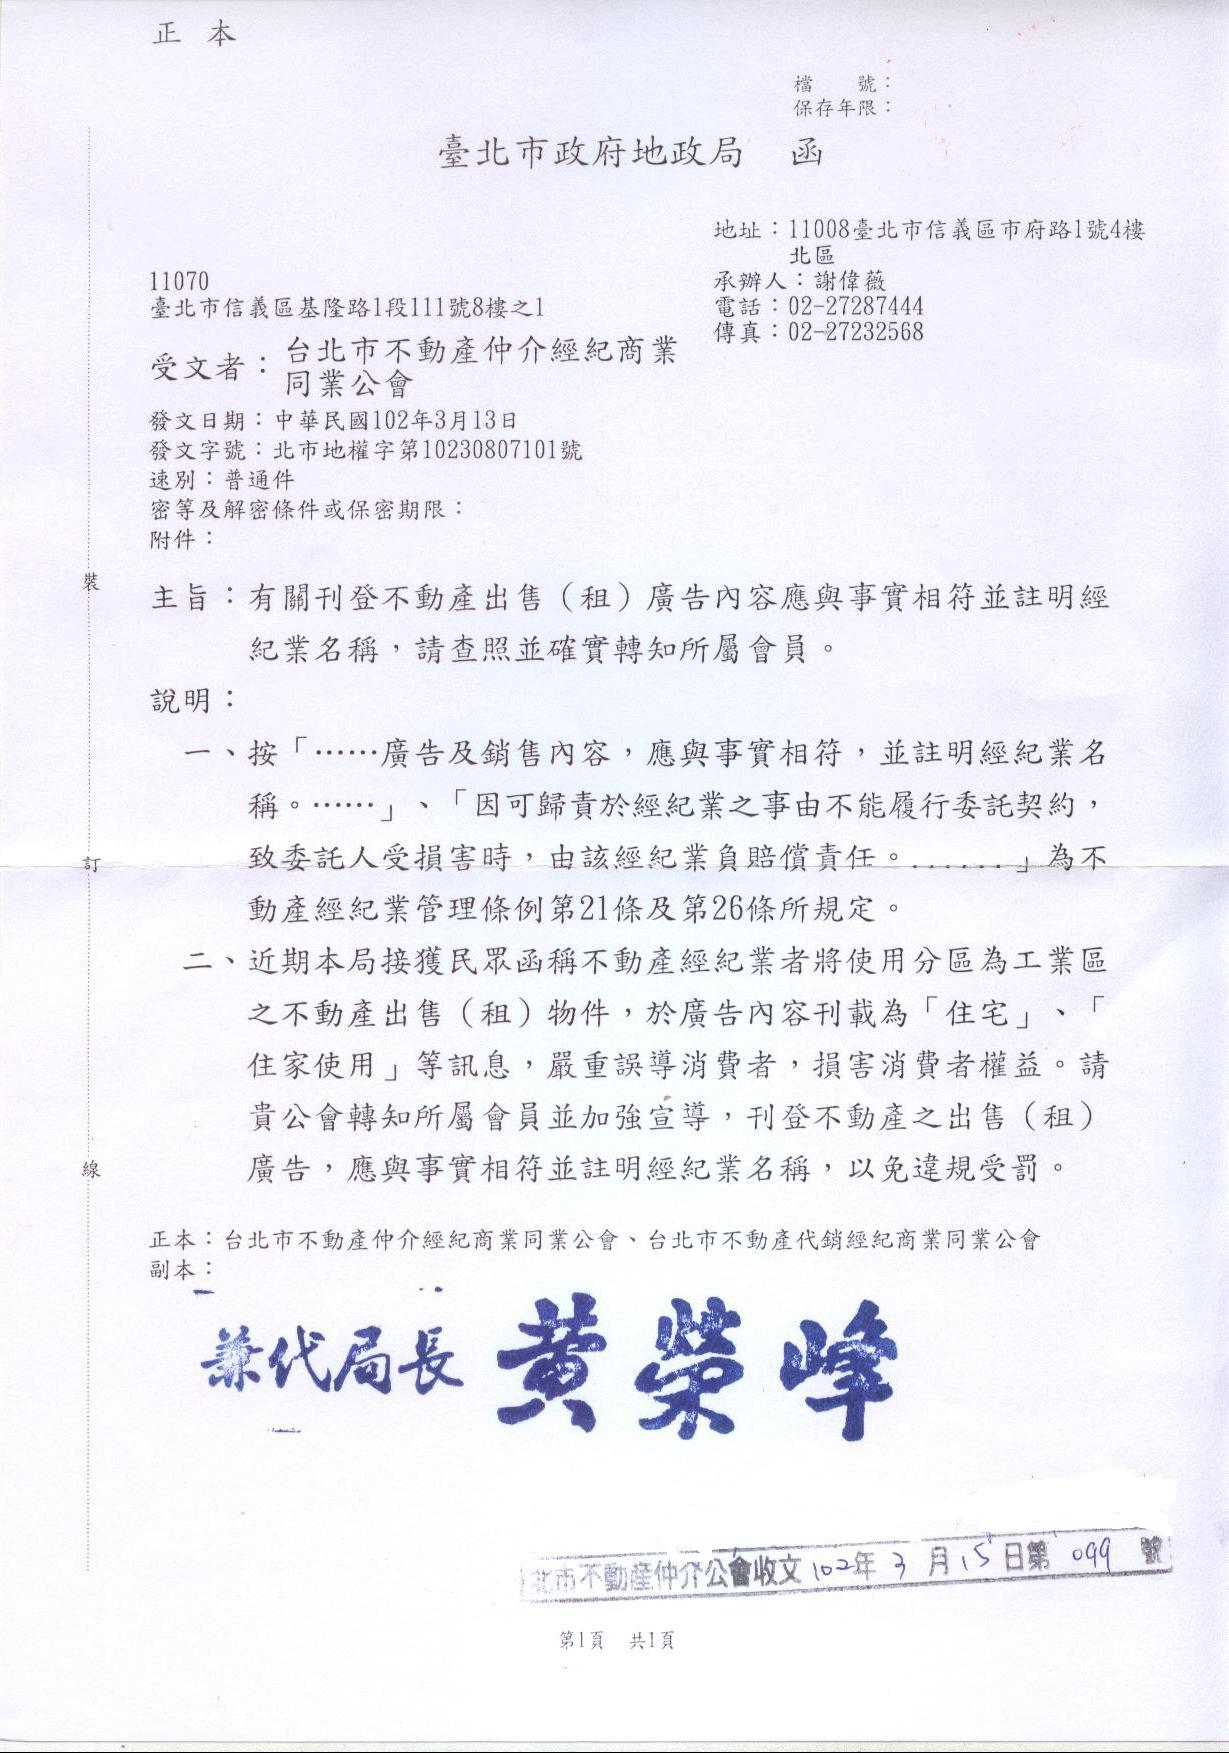 正　本
檔　　號：
保存年限：
臺北市政府地政局　函
地址：11008臺北市信義區市府路1號4樓
北區
承辦人：謝偉薇
電話：02-27287444
傳真：02-27232568
11070
臺北市信義區基隆路1段111號8樓之1
受文者：台北市不動產仲介經紀商業
同業公會
發文日期：中華民國102年3月13日
發文字號：北市地權字第10230807101號
速別：普通件
密等及解密條件或保密期限：
附件：
主旨：有關刊登不動產出售（租）廣告內容應與事實相符並註明經
紀業名稱，請查照並確實轉知所屬會員。
說明：
一、按「……廣告及銷售內容，應與事實相符，並註明經紀業名
稱。……」、「因可歸責於經紀業之事由不能履行委託契約，
致委託人受損害時，由該經紀業負賠償責任。......」為不
動產經紀業管理條例第21條及第26條所規定。
二、近期本局接獲民眾函稱不動產經紀業者將使用分區為工業區
之不動產出售（租）物件，於廣告內容刊載為「住宅」、「
住家使用」等訊息，嚴重誤導消費者，損害消費者權益。請
貴公會轉知所屬會員並加強宣導，刊登不動產之出售（租）
廣告，應與事實相符並註明經紀業名稱，以免違規受罰。
正本：台北市不動產仲介經紀商業同業公會、台北市不動產代銷經紀商業同業公會
副本：
兼代局長 黃榮峰
北市不動產仲介公會收文102年3月15日第099號
第1頁　共1頁
裝
訂
線